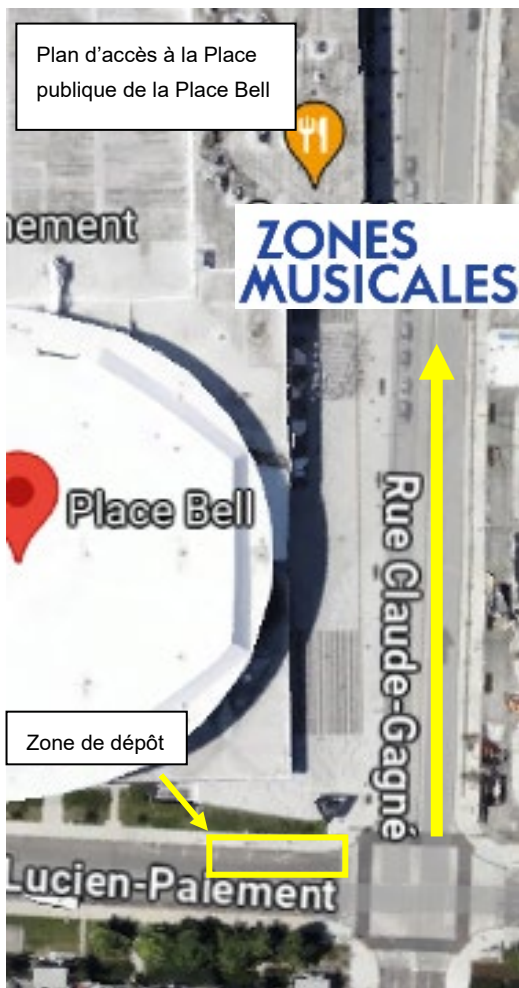 Plan d’accès à la Place
publique de la Place Bell
nement
ZONES
MUSICALES
Place Bell
Rue Claude-Gagné
Zone de dépôt
Lucien-Paiement